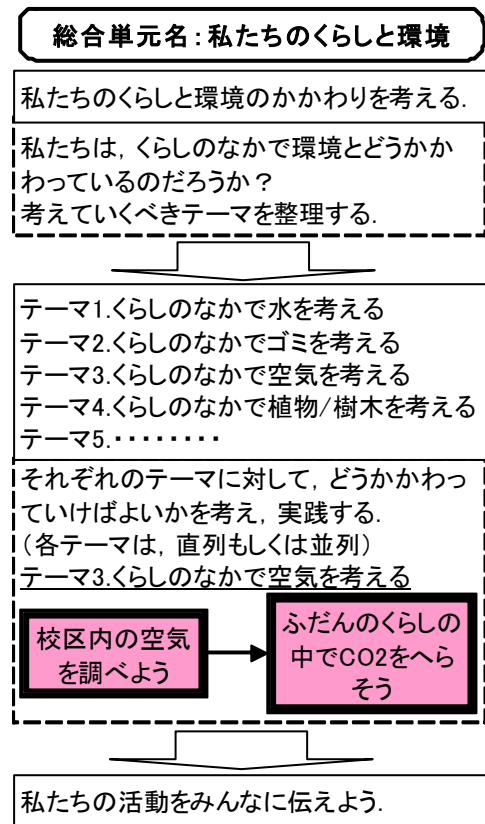 総合単元名：私たちのくらしと環境
私たちのくらしと環境のかかわりを考える．
私たちは，くらしのなかで環境とどうかか
わっているのだろうか？
考えていくべきテーマを整理する．
テーマ1.くらしのなかで水を考える
テーマ2.くらしのなかでゴミを考える
テーマ3.くらしのなかで空気を考える
テーマ4.くらしのなかで植物/樹木を考える
テーマ5.・・・・・・・・
それぞれのテーマに対して，どうかかわっ
ていけばよいかを考え，実践する．
（各テーマは，直列もしくは並列）
テーマ3.くらしのなかで空気を考える
校区内の空気
を調べよう
ふだんのくらしの
中でCO2をへら
そう
私たちの活動をみんなに伝えよう．